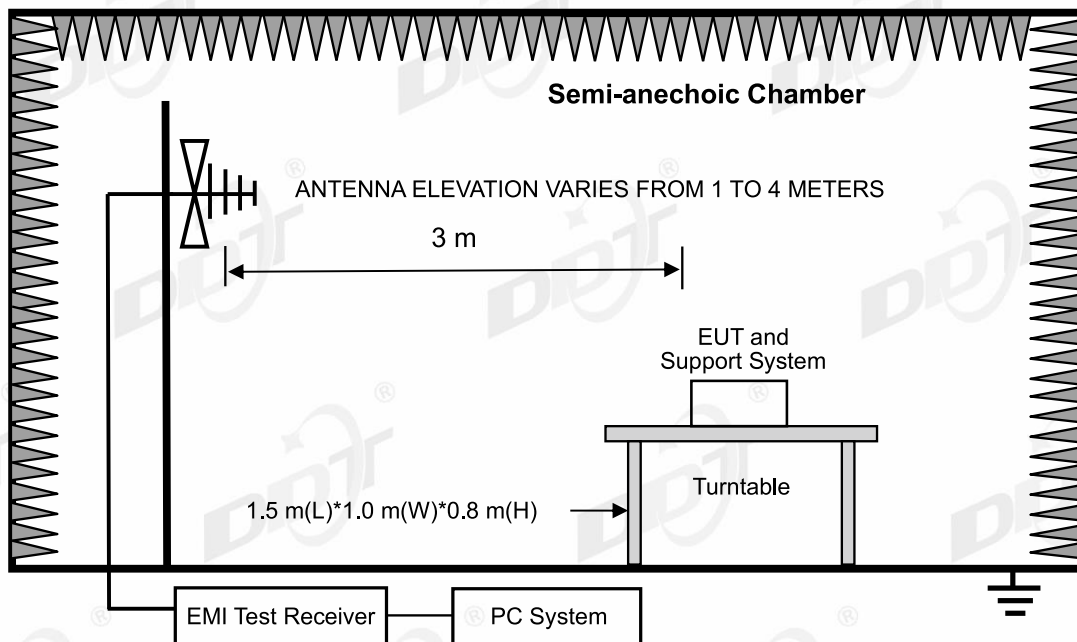 Semi-anechoic Chamber
ANTENNA ELEVATION VARIES FROM 1 TO 4 METERS
3 m
EUT and
Support System
Turntable
1.5 m(L)*1.0 m(W)*0.8 m(H)
EMI Test Receiver
PC System
DDT
®